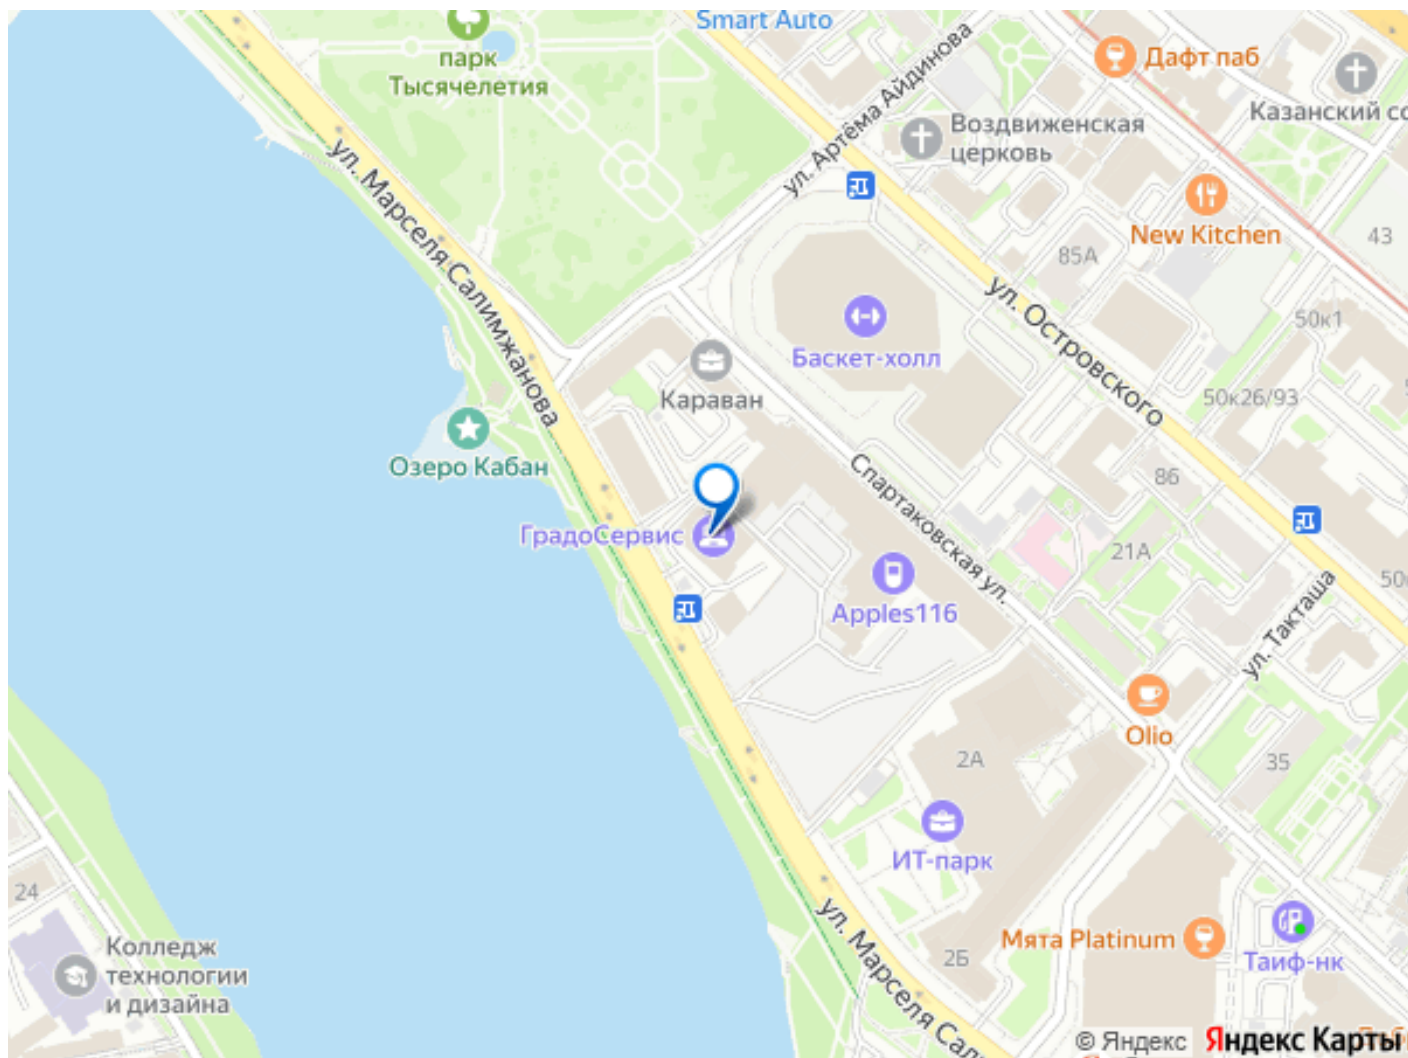 Smart Auto
парк
Тысячелетия
Дафт паб
Казанский со
ул. Артёма Айдинова
Воздвиженская
церковь
ул. Марселя Салимжанова
New Kitchen
43
85А
ул. Островского
50к1
Баскет-холл
Караван
50к26/93
Озеро Кабан
86
Спартаковская ул.
ГрадоСервис
21А
50
Apples116
ул. Такташа
Olio
2А
35
ИТ-парк
24
ул. Марселя Сали
Мята Platinum
Таиф-нк
2Б
Колледж
технологии
и дизайна
© Яндекс Яндекс Карты